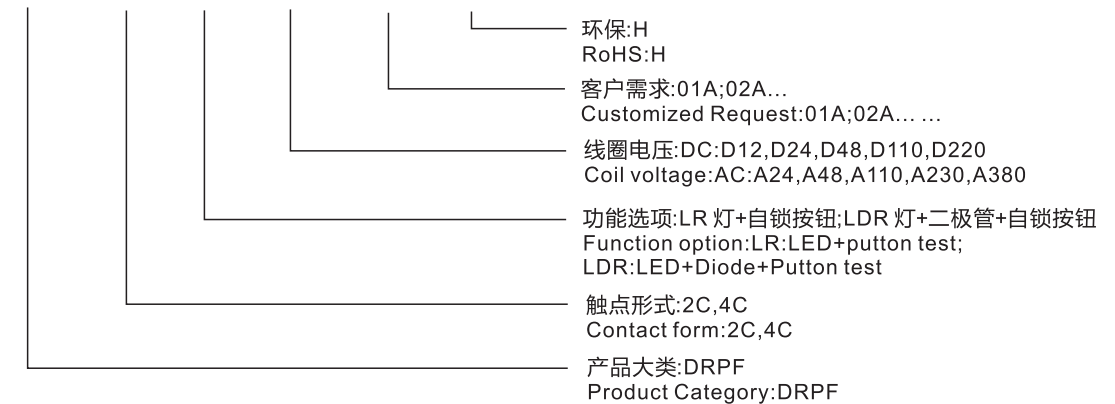 环保:H
RoHS:H
客户需求:01A;02A...
Customized Request:01A;02A... ...
线圈电压:DC:D12,D24,D48,D110,D220
Coil voltage:AC:A24,A48,A110,A230,A380
功能选项:LR 灯+自锁按钮;LDR 灯+二极管+自锁按钮
Function option:LR:LED+putton test;
LDR:LED+Diode+Putton test
触点形式:2C,4C
Contact form:2C,4C
产品大类:DRPF
Product Category:DRPF